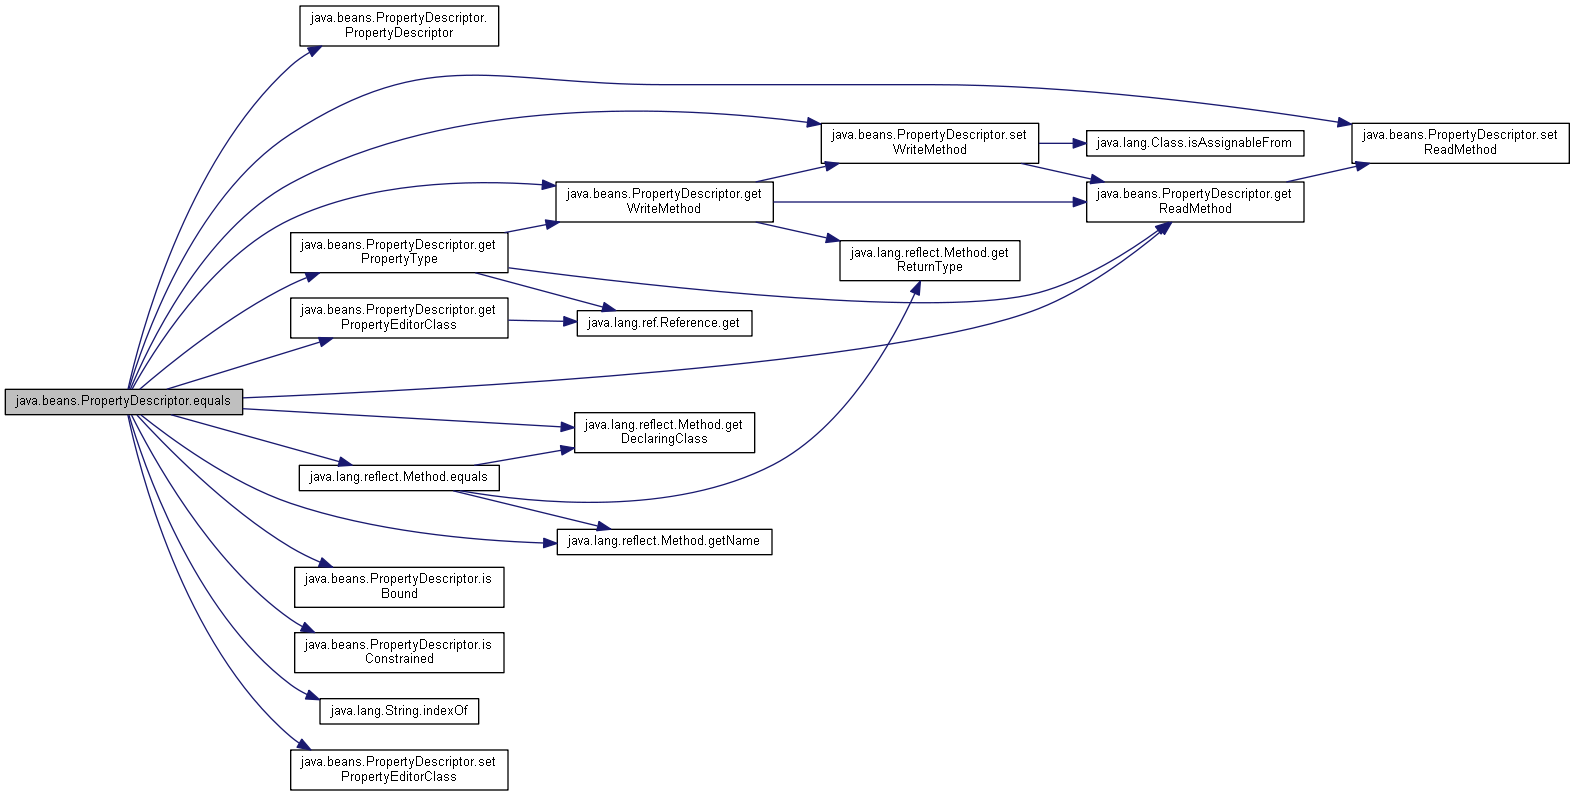 java.beans.PropertyDescriptor.
PropertyDescriptor
java.beans.PropertyDescriptor.set
WriteMethod
java.lang.Class.isAssignableFrom
java.beans.PropertyDescriptor.set
ReadMethod
java.beans.PropertyDescriptor.get
WriteMethod
java.beans.PropertyDescriptor.get
ReadMethod
java.beans.PropertyDescriptor.get
PropertyType
java.lang.reflect.Method.get
ReturnType
java.beans.PropertyDescriptor.get
PropertyEditorClass
java.lang.ref.Reference.get
java.beans.PropertyDescriptor.equals
java.lang.reflect.Method.get
DeclaringClass
java.lang.reflect.Method.equals
java.lang.reflect.Method.getName
java.beans.PropertyDescriptor.is
Bound
java.beans.PropertyDescriptor.is
Constrained
java.lang.String.indexOf
java.beans.PropertyDescriptor.set
PropertyEditorClass